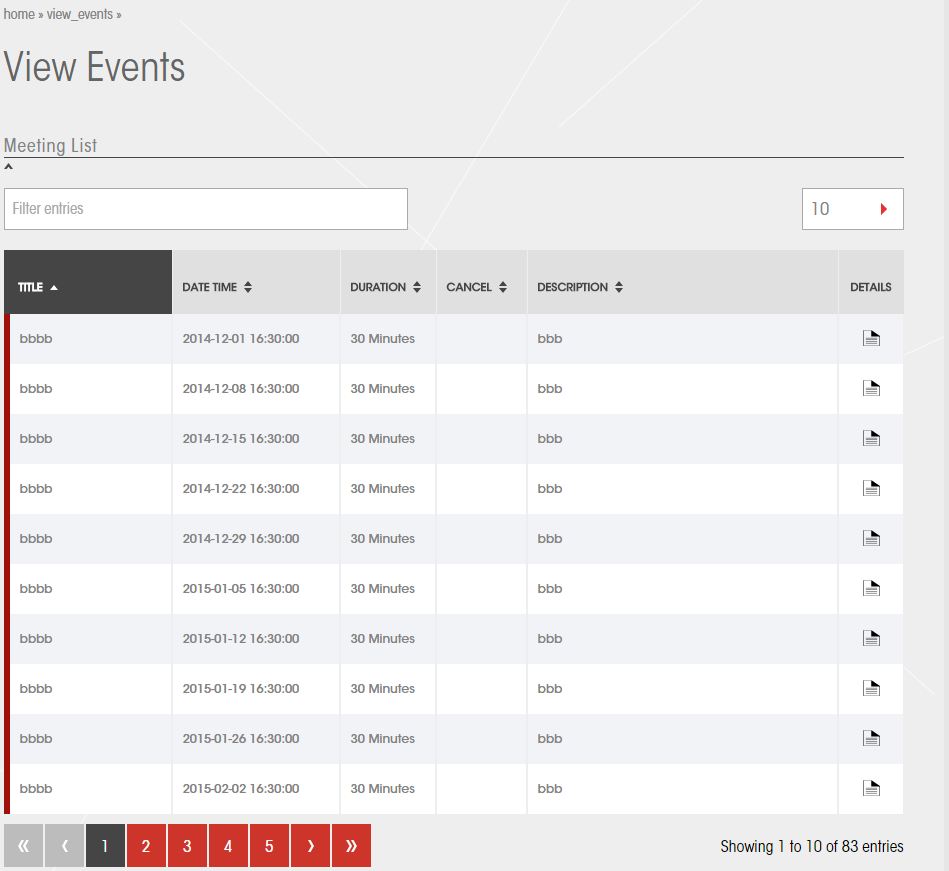 home » view_events »
View Events
Meeting List
Filter entries
10
TITLE DATE TIME DURATION CANCEL DESCRIPTION DETAILS
bbbb 2014-12-01 16:30:00 30 Minutes bbb
bbbb 2014-12-08 16:30:00 30 Minutes bbb
bbbb 2014-12-15 16:30:00 30 Minutes bbb
bbbb 2014-12-22 16:30:00 30 Minutes bbb
bbbb 2014-12-29 16:30:00 30 Minutes bbb
bbbb 2015-01-05 16:30:00 30 Minutes bbb
bbbb 2015-01-12 16:30:00 30 Minutes bbb
bbbb 2015-01-19 16:30:00 30 Minutes bbb
bbbb 2015-01-26 16:30:00 30 Minutes bbb
bbbb 2015-02-02 16:30:00 30 Minutes bbb
« ‹ 1 2 3 4 5 › » Showing 1 to 10 of 83 entries